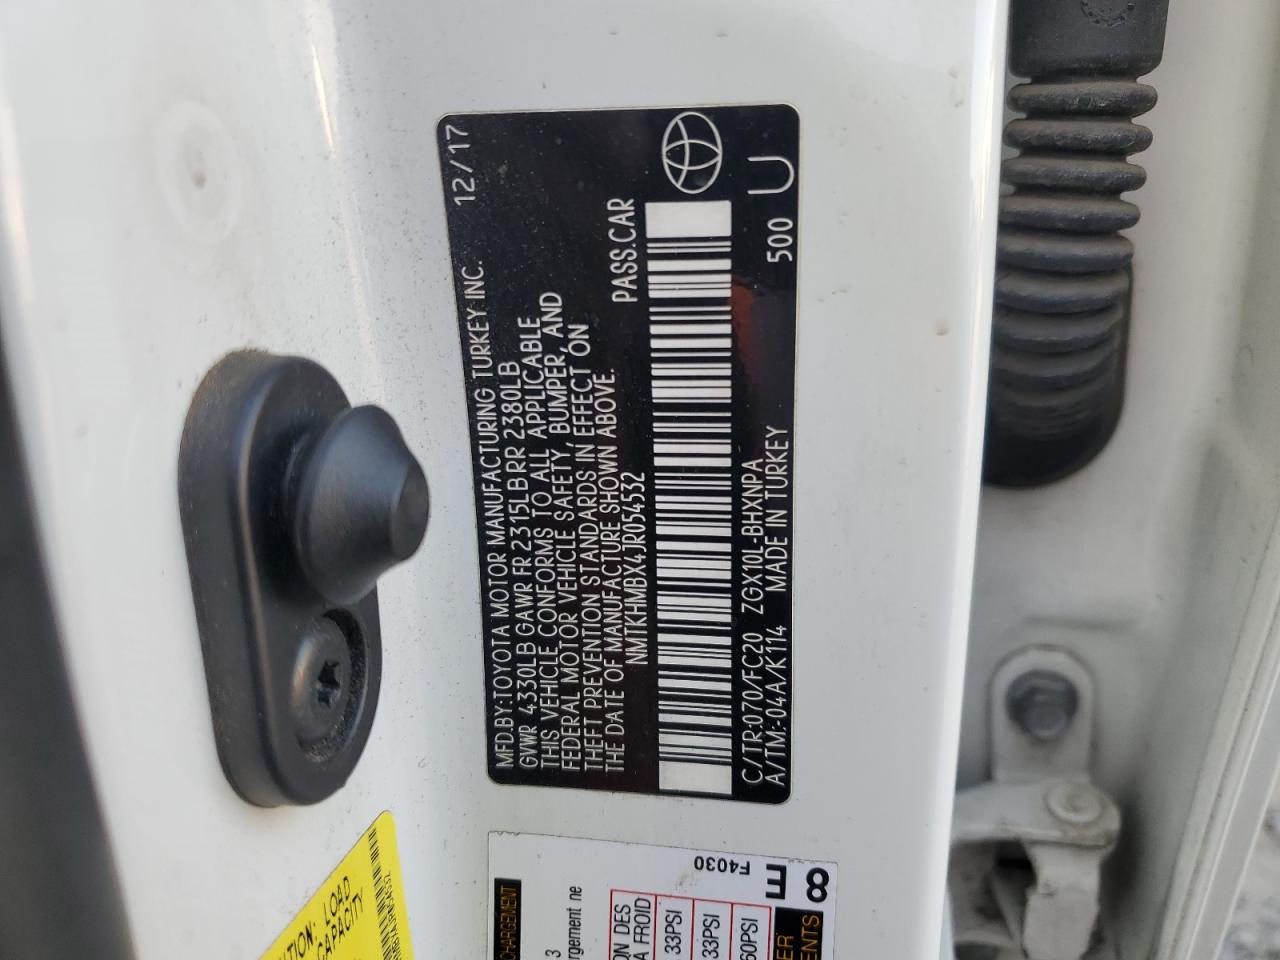 MFD.BY:TOYOTA MOTOR MANUFACTURING TURKEY INC. 12/17
GVWR 4330LB GAWR FR 2315LB RR 2380LB
THIS VEHICLE CONFORMS TO ALL APPLICABLE
FEDERAL MOTOR VEHICLE SAFETY, BUMPER, AND
THEFT PREVENTION STANDARDS IN EFFECT ON
THE DATE OF MANUFACTURE SHOWN ABOVE.
NMTKHMBX4JR054532 PASS.CAR
C/TR:070/FC20 ZGX10L-BHXNPA 500 U
A/TM:-04A/K114 MADE IN TURKEY
LOAD
CAPACITY
3
F4030
8
E
33PSI
33PSI
60PSI
A FROID
DES